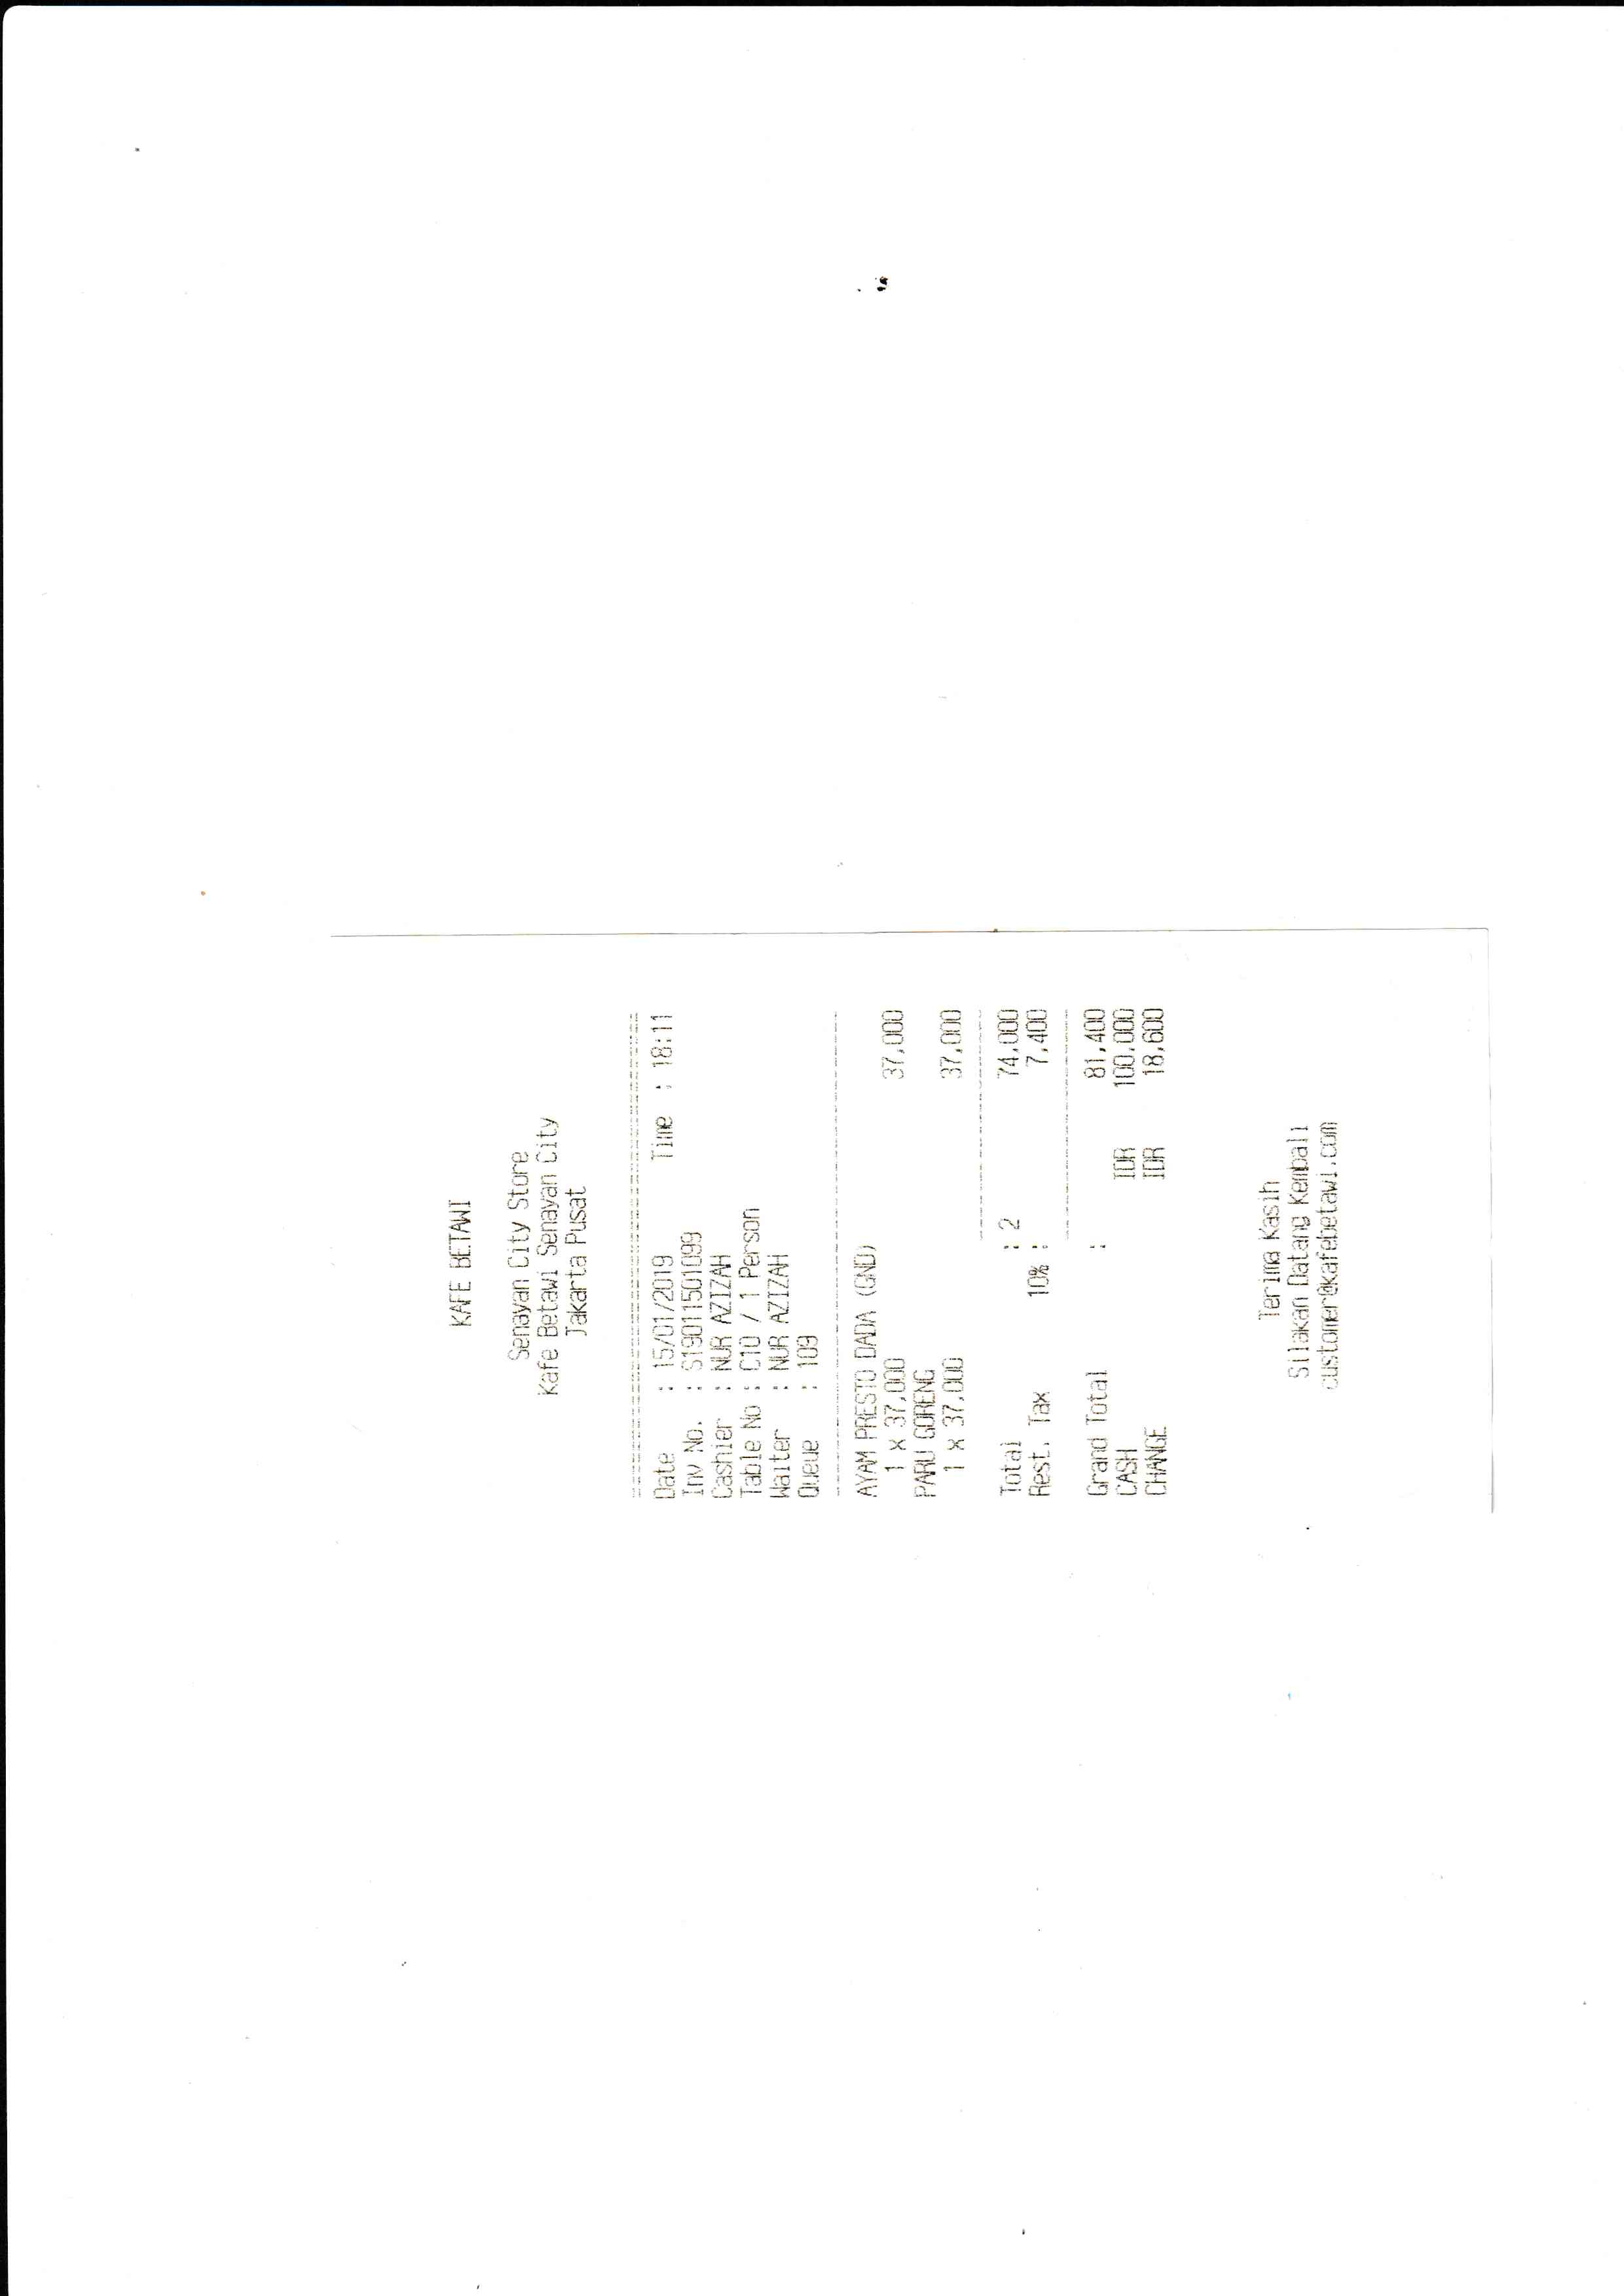 KAFE BETAWI
Senayan City Store
Kafe Betawi Senayan City
Jakarta Pusat
Date : 15/01/2019 Time : 18:11
Inv No. : S19011501099
Cashier : NUR AZIZAH
Table No : C10 / 1 Person
Waiter : NUR AZIZAH
Queue : 109
AYAM PRESTO DADA (GND)
1 x 37,000 37,000
PARU GORENG
1 x 37,000 37,000
Total : 2 74,000
Rest. Tax 10% : 7,400
Grand Total : 81,400
CASH IDR 100,000
CHANGE IDR 18,600
Terima Kasih
Silakan Datang Kembali
customer@kafebetawi.com